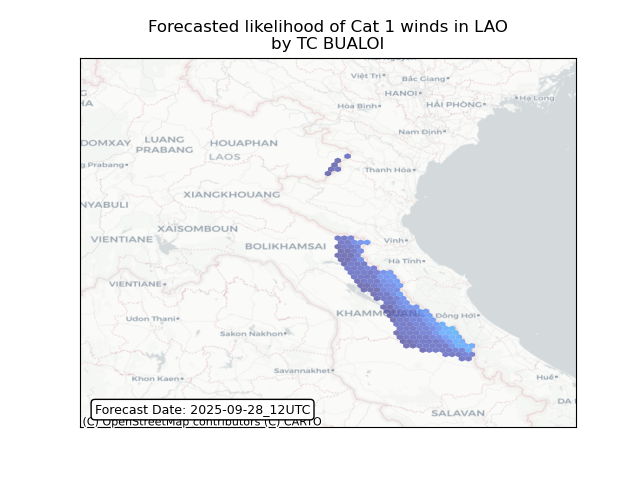 Forecasted likelihood of Cat 1 winds in LAO
by TC BUALOI
Việt Trì
Bắc Giang
HANOI
Hạ Long
HẢI PHÒNG
Hòa Bình
HA
Nam Định
OUDOMXAY
LUANG
PRABANG
HOUAPHAN
LAOS
g Prabang
Thanh Hóa
XIANGKHOUANG
NYABULI
XAISOMBOUN
VIENTIANE
BOLIKHAMSAI
Vinh
Hà Tĩnh
VIENTIANE
KHAMMOUAN
Đồng Hới
Udon Thani
Sakon Nakhon
Savannakhet
Khon Kaen
Huế
SALAVAN
Forecast Date: 2025-09-28_12UTC
(C) OpenStreetMap contributors (C) CARTO